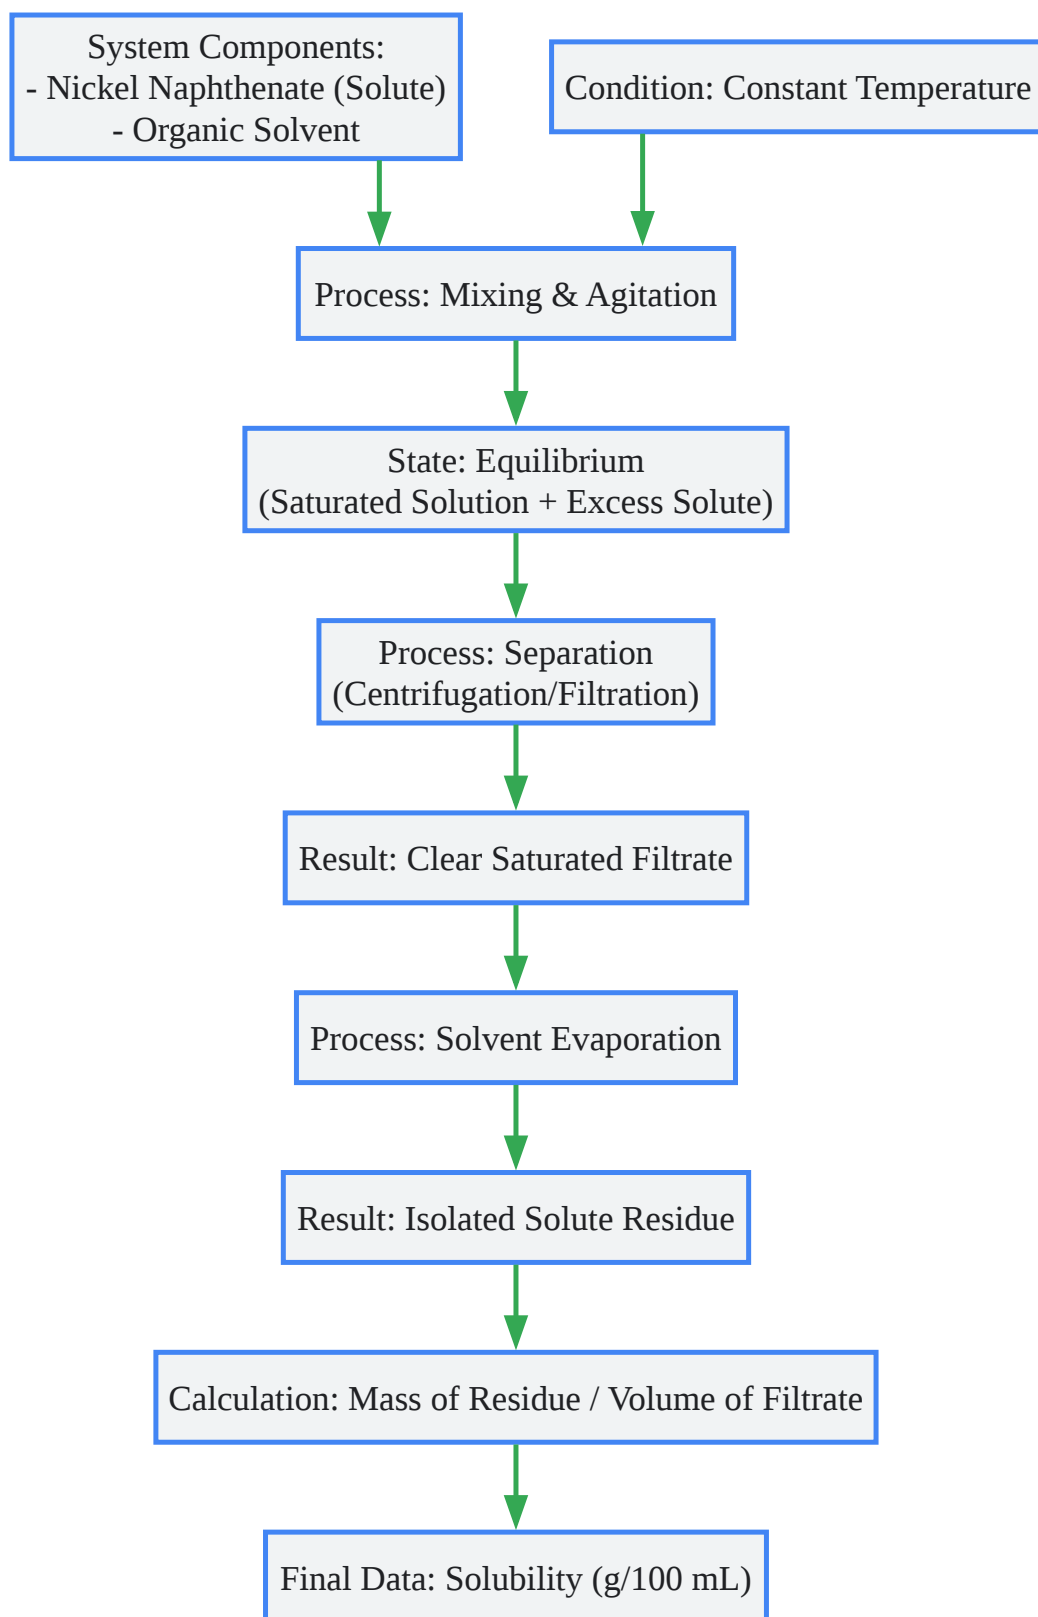 System Components:
- Nickel Naphthenate (Solute)
- Organic Solvent
Condition: Constant Temperature
Process: Mixing & Agitation
State: Equilibrium
(Saturated Solution + Excess Solute)
Process: Separation
(Centrifugation/Filtration)
Result: Clear Saturated Filtrate
Process: Solvent Evaporation
Result: Isolated Solute Residue
Calculation: Mass of Residue / Volume of Filtrate
Final Data: Solubility (g/100 mL)